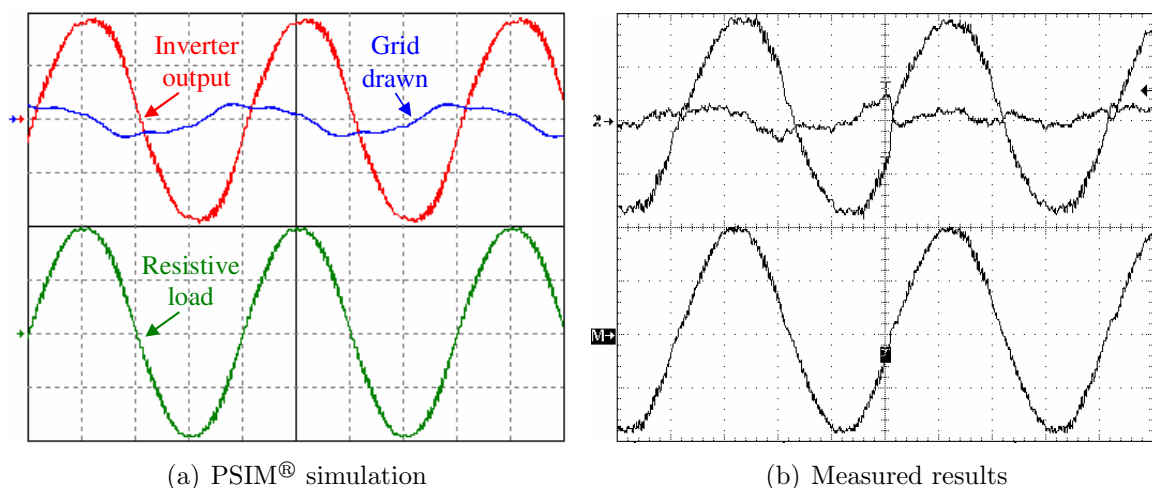 Inverter
output
Grid
drawn
Resistive
load
2
M
(a) PSIM® simulation
(b) Measured results